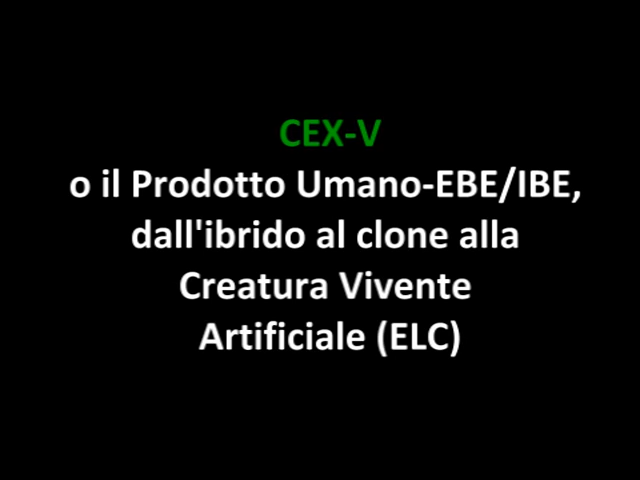 CEX-V
o il Prodotto Umano-EBE/IBE,
dall'ibrido al clone alla
Creatura Vivente
Artificiale (ELC)